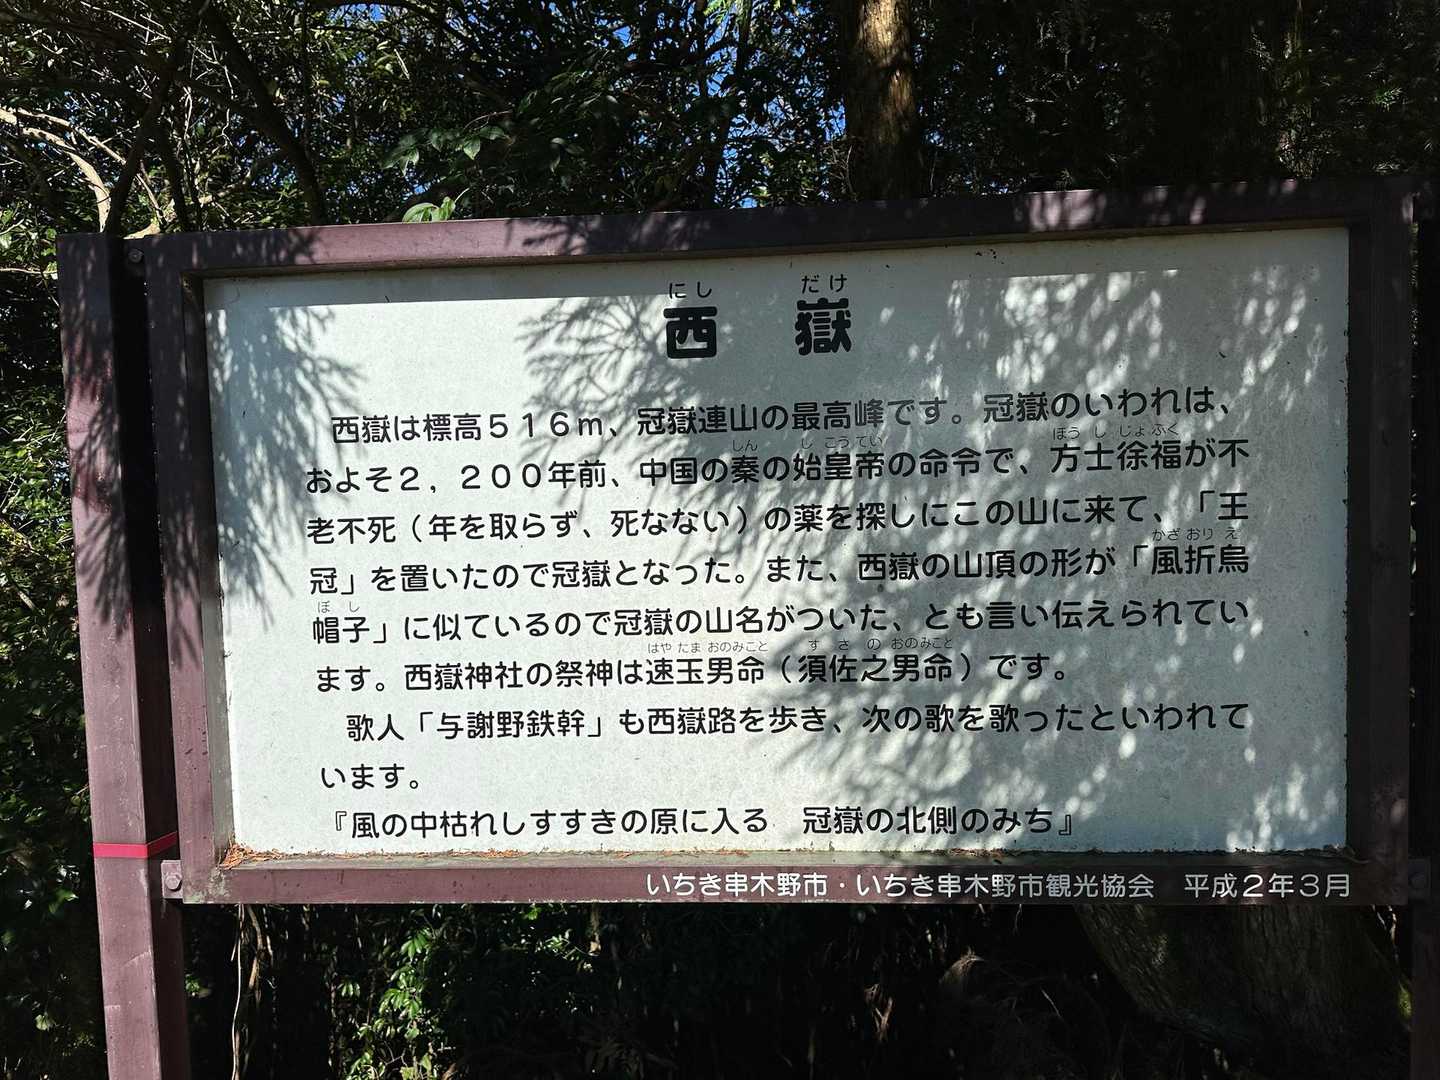 にし だけ
西 嶽
西嶽は標高５１６ｍ、冠嶽連山の最高峰です。冠嶽のいわれは、
しん し こうてい ほう し じょ ふく
およそ２，２００年前、中国の秦の始皇帝の命令で、方士徐福が不
老不死（年を取らず、死なない）の薬を探しにこの山に来て、「王
かざ おり え
冠」を置いたので冠嶽となった。また、西嶽の山頂の形が「風折烏
ぼ し
帽子」に似ているので冠嶽の山名がついた、とも言い伝えられてい
はや たま おのみこと す さ の おのみこと
ます。西嶽神社の祭神は速玉男命（須佐之男命）です。
歌人「与謝野鉄幹」も西嶽路を歩き、次の歌を歌ったといわれて
います。
『風の中枯れしすすきの原に入る 冠嶽の北側のみち』
いちき串木野市・いちき串木野市観光協会 平成２年３月